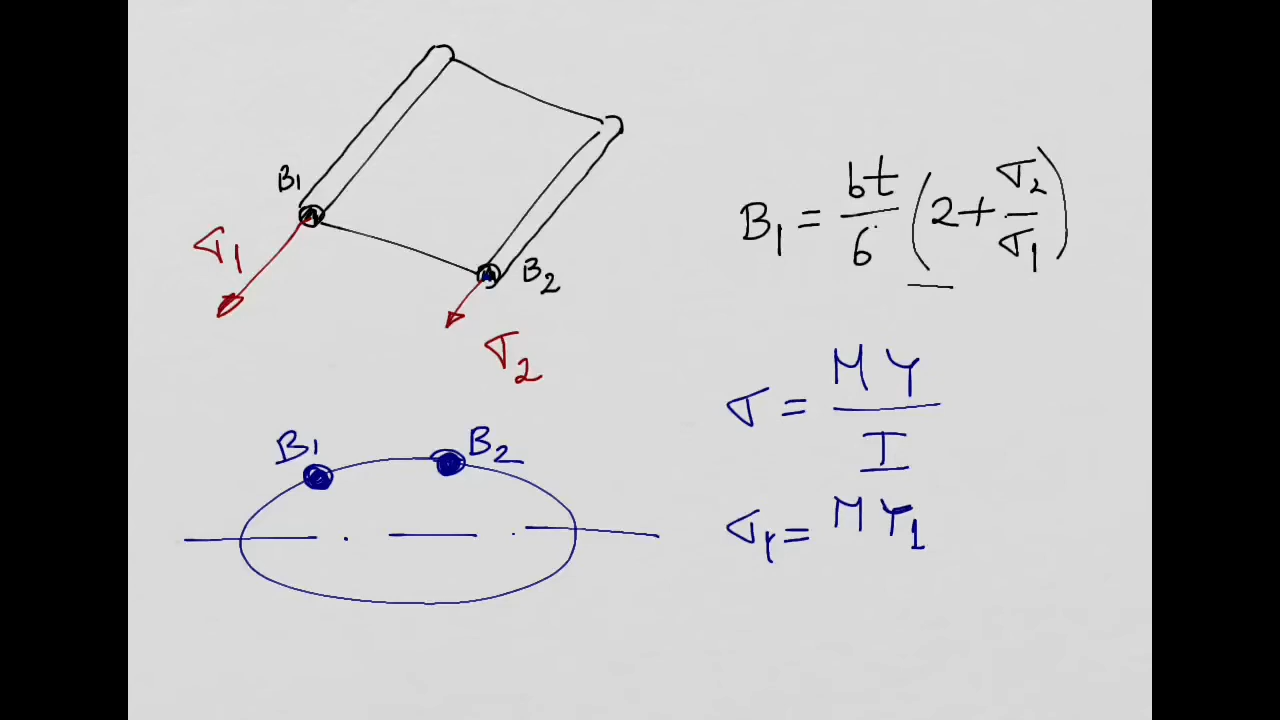 B1
σ1
B2
σ2
B1 = bt/6 (2 + σ2/σ1)
σ = MY/I
B1
B2
σ1 = MY1